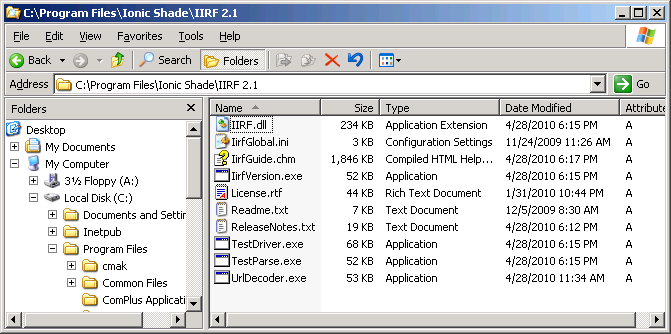 C:\Program Files\Ionic Shade\IIRF 2.1
File Edit View Favorites Tools Help
Back Search Folders
Address C:\Program Files\Ionic Shade\IIRF 2.1 Go
Folders
Desktop
My Documents
My Computer
3½ Floppy (A:)
Local Disk (C:)
Documents and Settin
Inetpub
Program Files
cmak
Common Files
ComPlus Applicati
Name Size Type Date Modified Attribute
IIRF.dll 234 KB Application Extension 4/28/2010 6:15 PM A
IirfGlobal.ini 3 KB Configuration Settings 11/24/2009 11:26 AM A
IirfGuide.chm 1,846 KB Compiled HTML Help... 4/28/2010 6:17 PM A
IirfVersion.exe 52 KB Application 4/28/2010 6:15 PM A
License.rtf 44 KB Rich Text Document 1/31/2010 10:44 PM A
Readme.txt 7 KB Text Document 12/5/2009 8:30 AM A
ReleaseNotes.txt 19 KB Text Document 4/28/2010 6:12 PM A
TestDriver.exe 68 KB Application 4/28/2010 6:15 PM A
TestParse.exe 52 KB Application 4/28/2010 6:15 PM A
UrlDecoder.exe 53 KB Application 4/28/2010 11:34 AM A